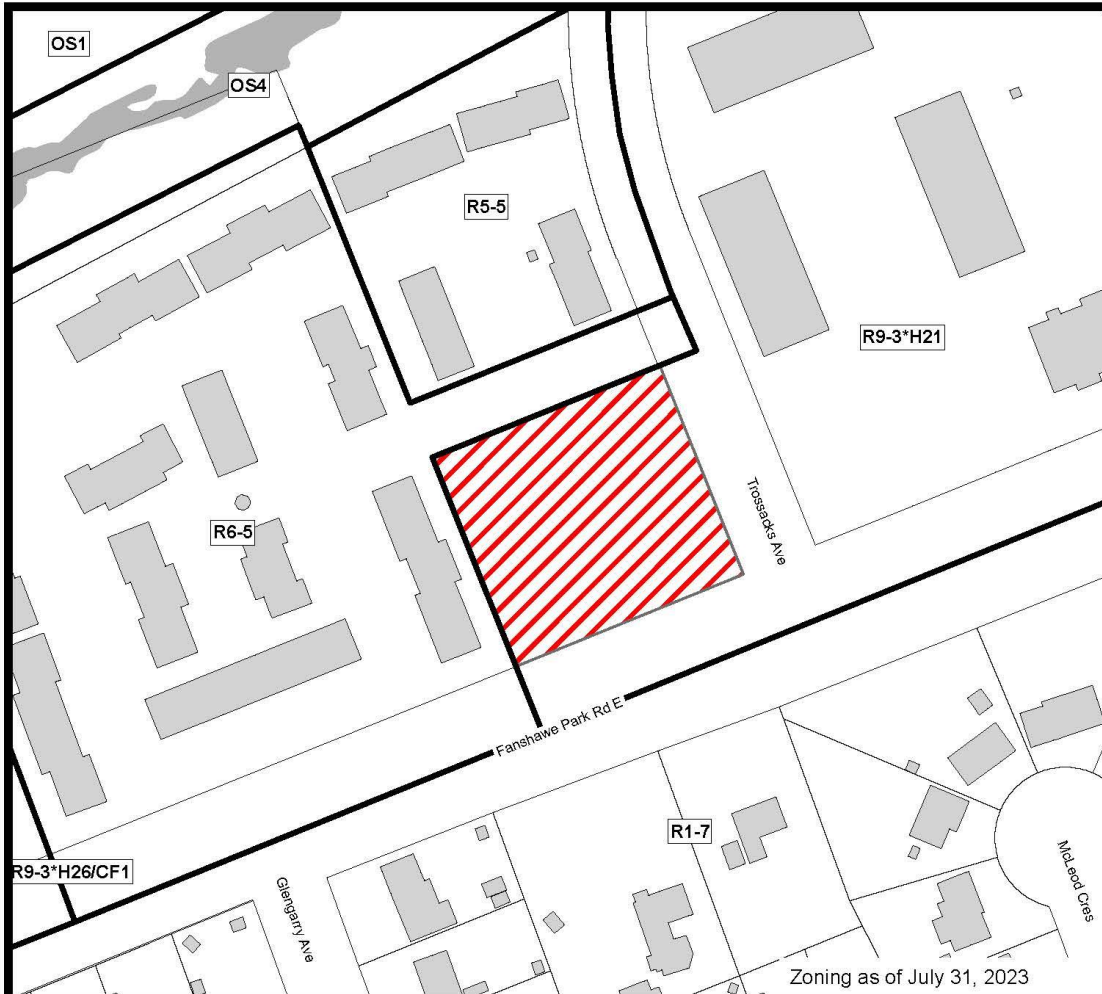 OS1
OS4
R5-5
R9-3*H21
R6-5
Trossacks Ave
Fanshawe Park Rd E
R1-7
R9-3*H26/CF1
Glengarry Ave
McLeod Cres
Zoning as of July 31, 2023